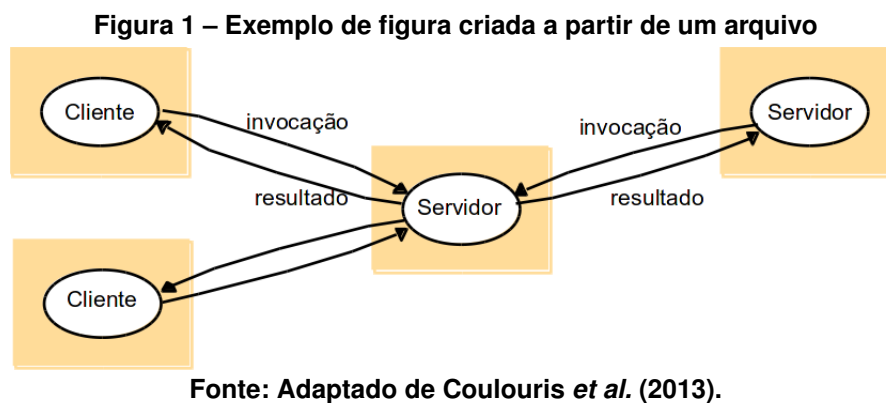 Figura 1 – Exemplo de figura criada a partir de um arquivo
Cliente
invocação
invocação
Servidor
resultado
Servidor
resultado
Cliente
Fonte: Adaptado de Coulouris et al. (2013).